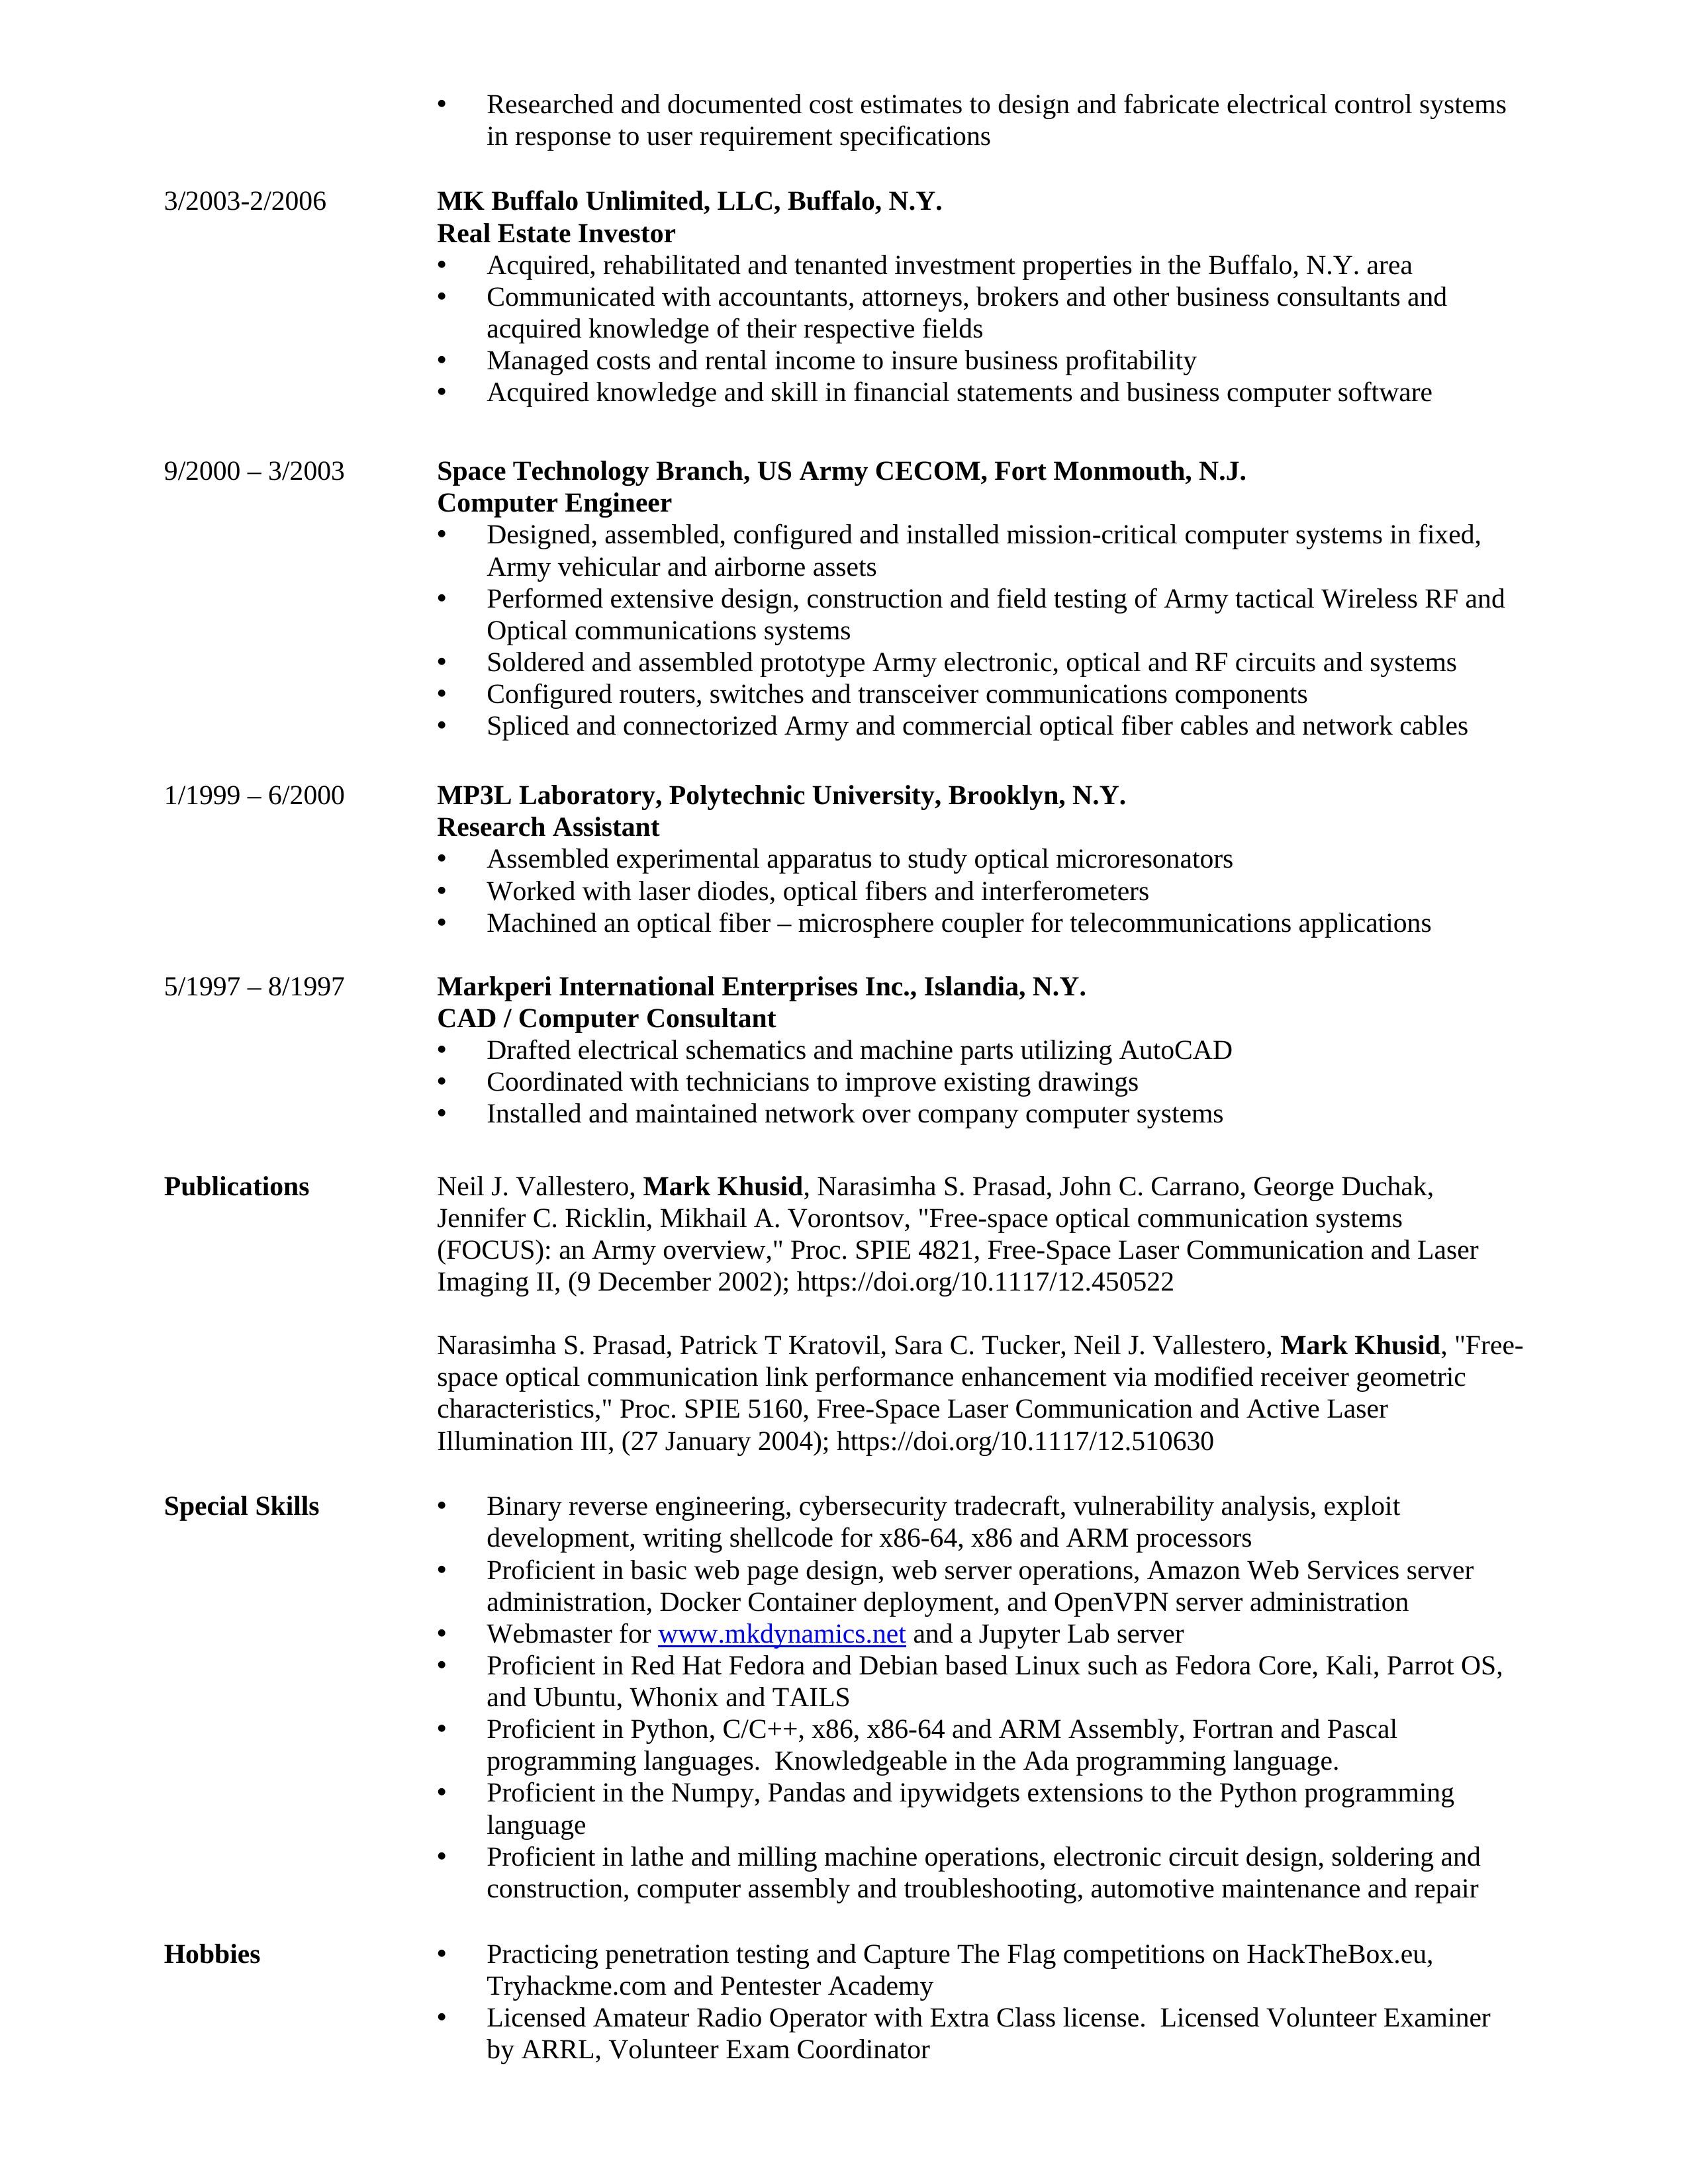 • Researched and documented cost estimates to design and fabricate electrical control systems
in response to user requirement specifications
3/2003-2/2006 MK Buffalo Unlimited, LLC, Buffalo, N.Y.
Real Estate Investor
• Acquired, rehabilitated and tenanted investment properties in the Buffalo, N.Y. area
• Communicated with accountants, attorneys, brokers and other business consultants and
acquired knowledge of their respective fields
• Managed costs and rental income to insure business profitability
• Acquired knowledge and skill in financial statements and business computer software
9/2000 – 3/2003 Space Technology Branch, US Army CECOM, Fort Monmouth, N.J.
Computer Engineer
• Designed, assembled, configured and installed mission-critical computer systems in fixed,
Army vehicular and airborne assets
• Performed extensive design, construction and field testing of Army tactical Wireless RF and
Optical communications systems
• Soldered and assembled prototype Army electronic, optical and RF circuits and systems
• Configured routers, switches and transceiver communications components
• Spliced and connectorized Army and commercial optical fiber cables and network cables
1/1999 – 6/2000 MP3L Laboratory, Polytechnic University, Brooklyn, N.Y.
Research Assistant
• Assembled experimental apparatus to study optical microresonators
• Worked with laser diodes, optical fibers and interferometers
• Machined an optical fiber – microsphere coupler for telecommunications applications
5/1997 – 8/1997 Markperi International Enterprises Inc., Islandia, N.Y.
CAD / Computer Consultant
• Drafted electrical schematics and machine parts utilizing AutoCAD
• Coordinated with technicians to improve existing drawings
• Installed and maintained network over company computer systems
Publications Neil J. Vallestero, Mark Khusid, Narasimha S. Prasad, John C. Carrano, George Duchak,
Jennifer C. Ricklin, Mikhail A. Vorontsov, "Free-space optical communication systems
(FOCUS): an Army overview," Proc. SPIE 4821, Free-Space Laser Communication and Laser
Imaging II, (9 December 2002); https://doi.org/10.1117/12.450522
Narasimha S. Prasad, Patrick T Kratovil, Sara C. Tucker, Neil J. Vallestero, Mark Khusid, "Free-
space optical communication link performance enhancement via modified receiver geometric
characteristics," Proc. SPIE 5160, Free-Space Laser Communication and Active Laser
Illumination III, (27 January 2004); https://doi.org/10.1117/12.510630
Special Skills • Binary reverse engineering, cybersecurity tradecraft, vulnerability analysis, exploit
development, writing shellcode for x86-64, x86 and ARM processors
• Proficient in basic web page design, web server operations, Amazon Web Services server
administration, Docker Container deployment, and OpenVPN server administration
• Webmaster for www.mkdynamics.net and a Jupyter Lab server
• Proficient in Red Hat Fedora and Debian based Linux such as Fedora Core, Kali, Parrot OS,
and Ubuntu, Whonix and TAILS
• Proficient in Python, C/C++, x86, x86-64 and ARM Assembly, Fortran and Pascal
programming languages.  Knowledgeable in the Ada programming language.
• Proficient in the Numpy, Pandas and ipywidgets extensions to the Python programming
language
• Proficient in lathe and milling machine operations, electronic circuit design, soldering and
construction, computer assembly and troubleshooting, automotive maintenance and repair
Hobbies • Practicing penetration testing and Capture The Flag competitions on HackTheBox.eu,
Tryhackme.com and Pentester Academy
• Licensed Amateur Radio Operator with Extra Class license.  Licensed Volunteer Examiner
by ARRL, Volunteer Exam Coordinator